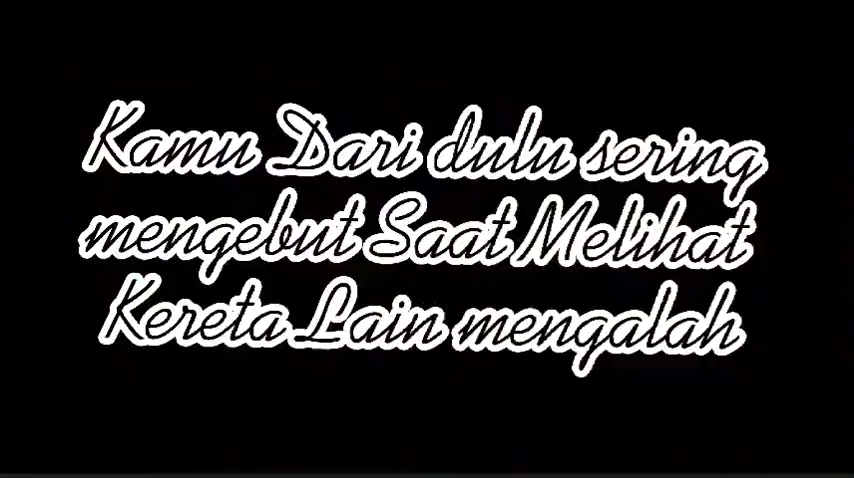 Kamu Dari dulu sering
mengebut Saat Melihat
Kereta Lain mengalah